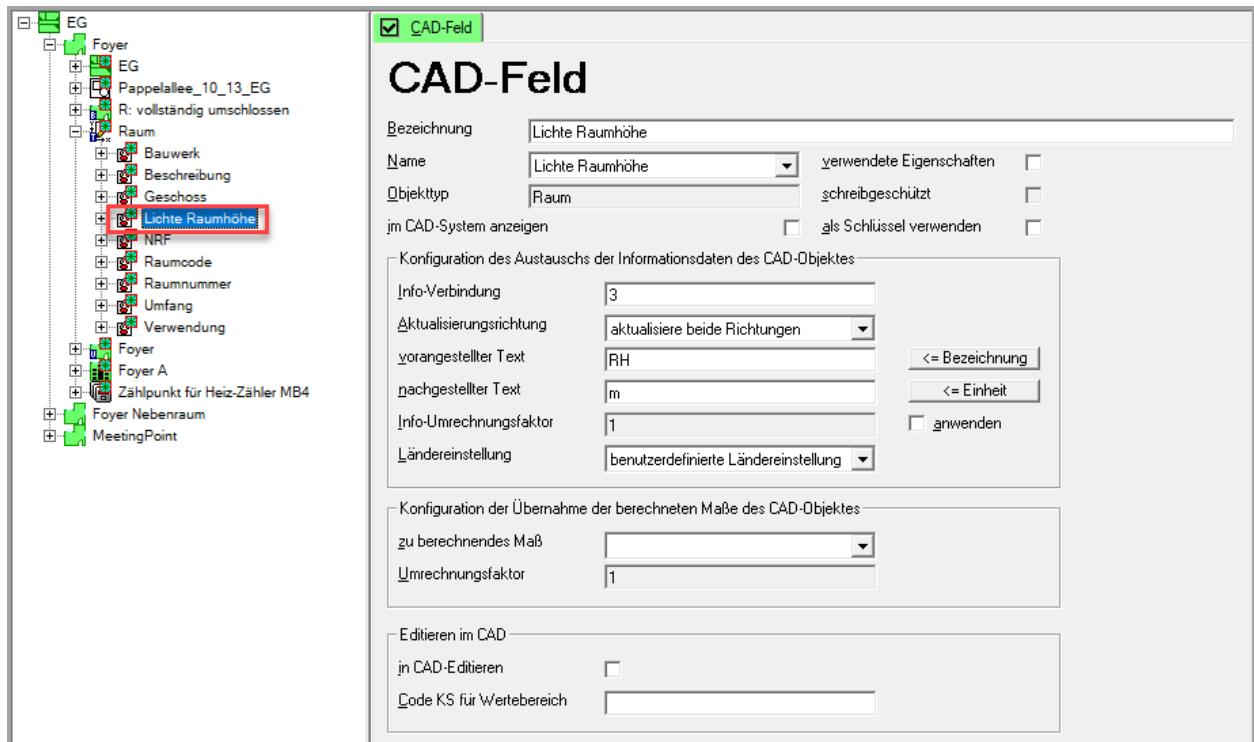 EG
Foyer
EG
Pappelallee_10_13_EG
R: vollständig umschlossen
Raum
Bauwerk
Beschreibung
Geschoss
Lichte Raumhöhe
NRF
Raumcode
Raumnummer
Umfang
Verwendung
Foyer
Foyer A
Zählpunkt für Heiz-Zähler MB4
Foyer Nebenraum
MeetingPoint
CAD-Feld
CAD-Feld
Bezeichnung Lichte Raumhöhe
Name Lichte Raumhöhe verwendete Eigenschaften
Objekttyp Raum schreibgeschützt
im CAD-System anzeigen als Schlüssel verwenden
Konfiguration des Austauschs der Informationsdaten des CAD-Objektes
Info-Verbindung 3
Aktualisierungsrichtung aktualisiere beide Richtungen
vorangestellter Text RH <= Bezeichnung
nachgestellter Text m <= Einheit
Info-Umrechnungsfaktor 1 anwenden
Ländereinstellung benutzerdefinierte Ländereinstellung
Konfiguration der Übernahme der berechneten Maße des CAD-Objektes
zu berechnendes Maß
Umrechnungsfaktor 1
Editieren im CAD
in CAD-Editieren
Code KS für Wertebereich